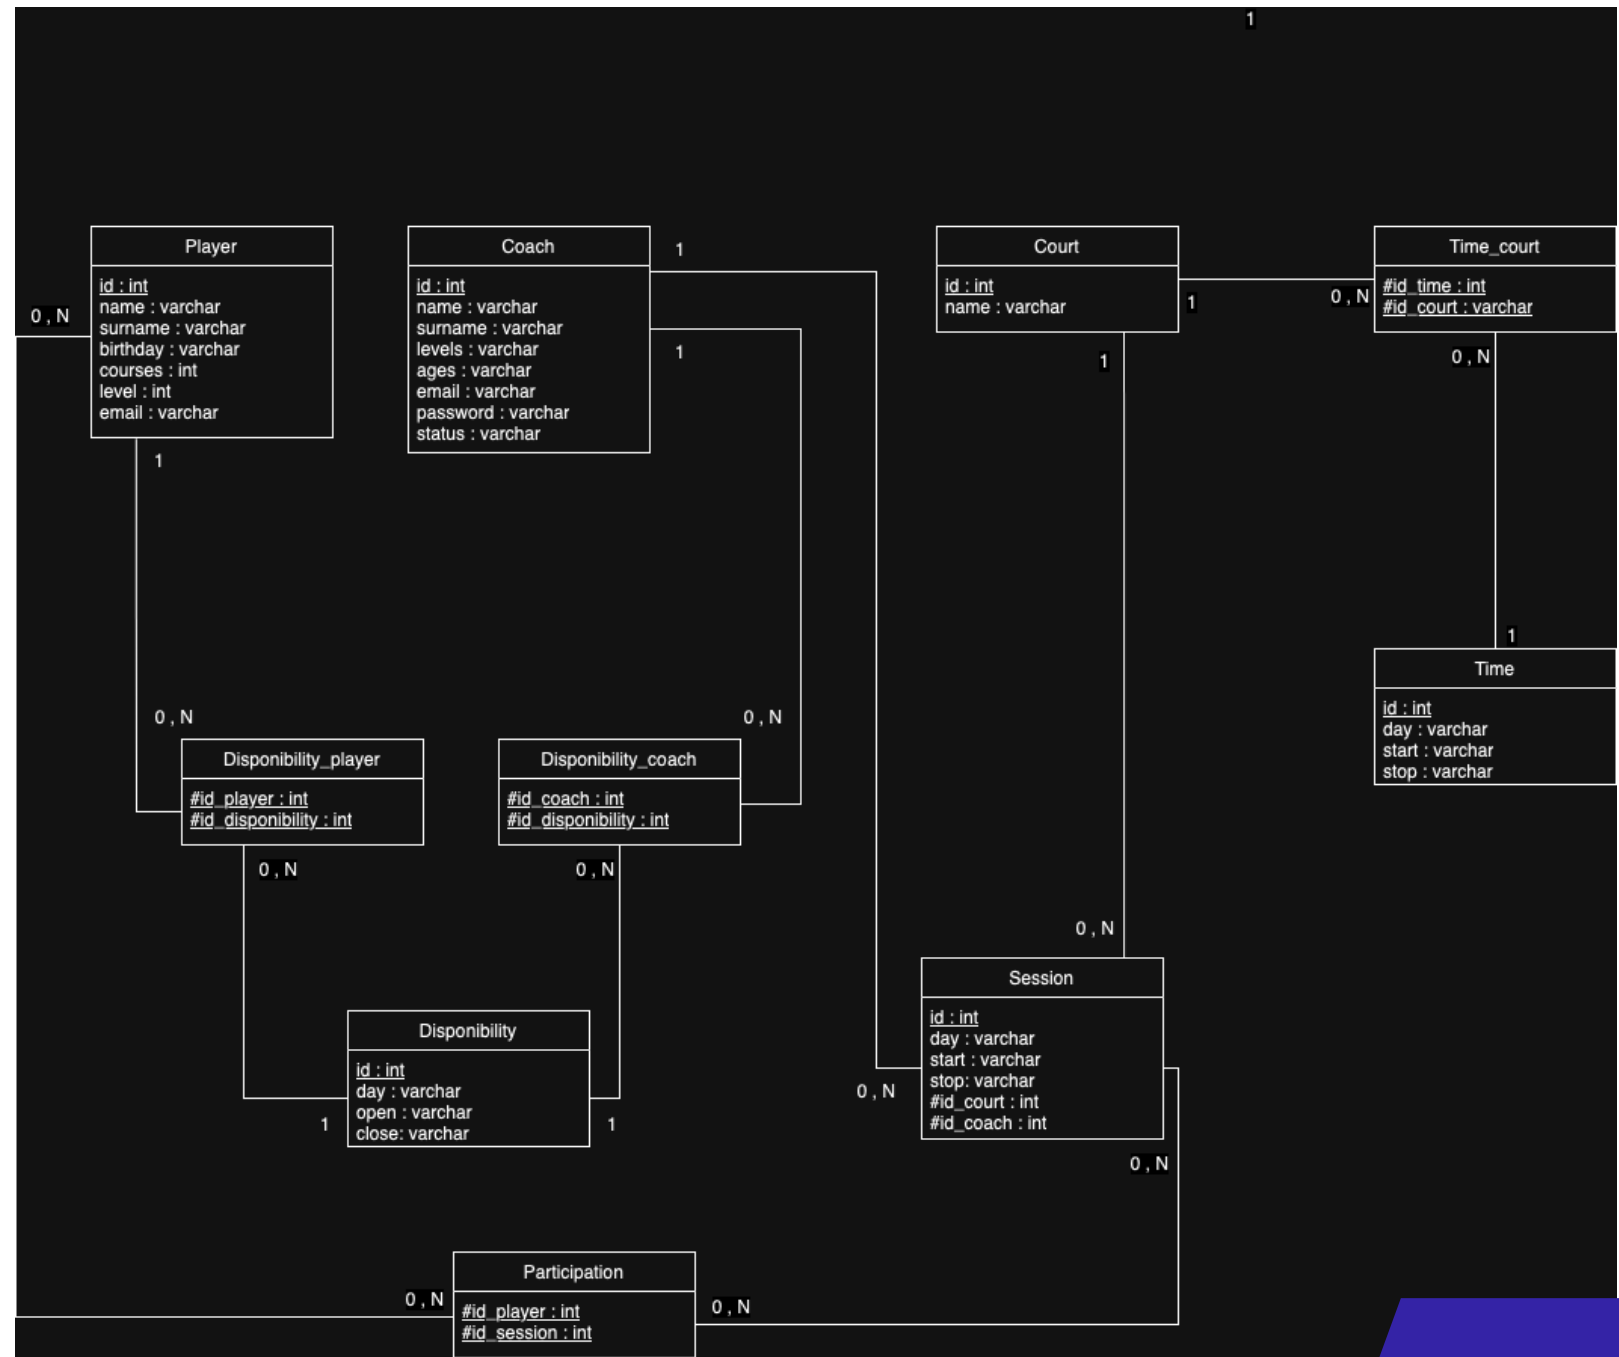 1
Player
id : int
name : varchar
surname : varchar
birthday : varchar
courses : int
level : int
email : varchar
0 , N
1
Coach
id : int
name : varchar
surname : varchar
levels : varchar
ages : varchar
email : varchar
password : varchar
status : varchar
1
1
Court
id : int
name : varchar
1
1
0 , N
Time_court
#id_time : int
#id_court : varchar
0 , N
1
Time
id : int
day : varchar
start : varchar
stop : varchar
0 , N
Disponibility_player
#id_player : int
#id_disponibility : int
0 , N
0 , N
Disponibility_coach
#id_coach : int
#id_disponibility : int
0 , N
Disponibility
id : int
day : varchar
open : varchar
close: varchar
1
1
0 , N
Session
id : int
day : varchar
start : varchar
stop: varchar
#id_court : int
#id_coach : int
0 , N
0 , N
Participation
#id_player : int
#id_session : int
0 , N
0 , N